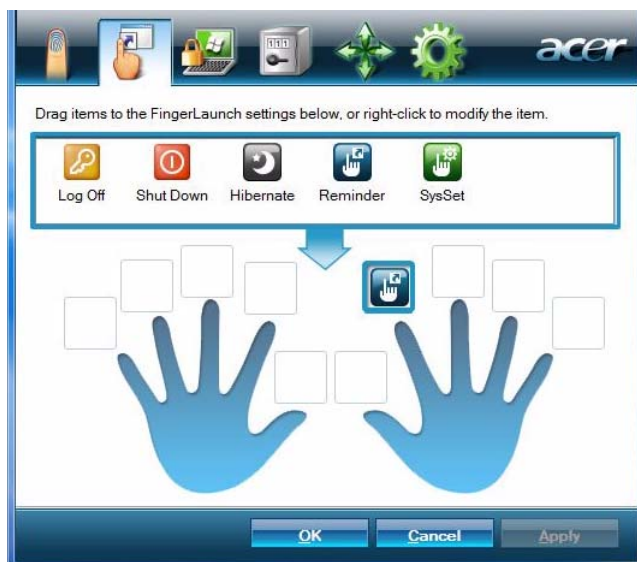 111
acer
Drag items to the FingerLaunch settings below, or right-click to modify the item.
Log Off Shut Down Hibernate Reminder SysSet
OK Cancel Apply